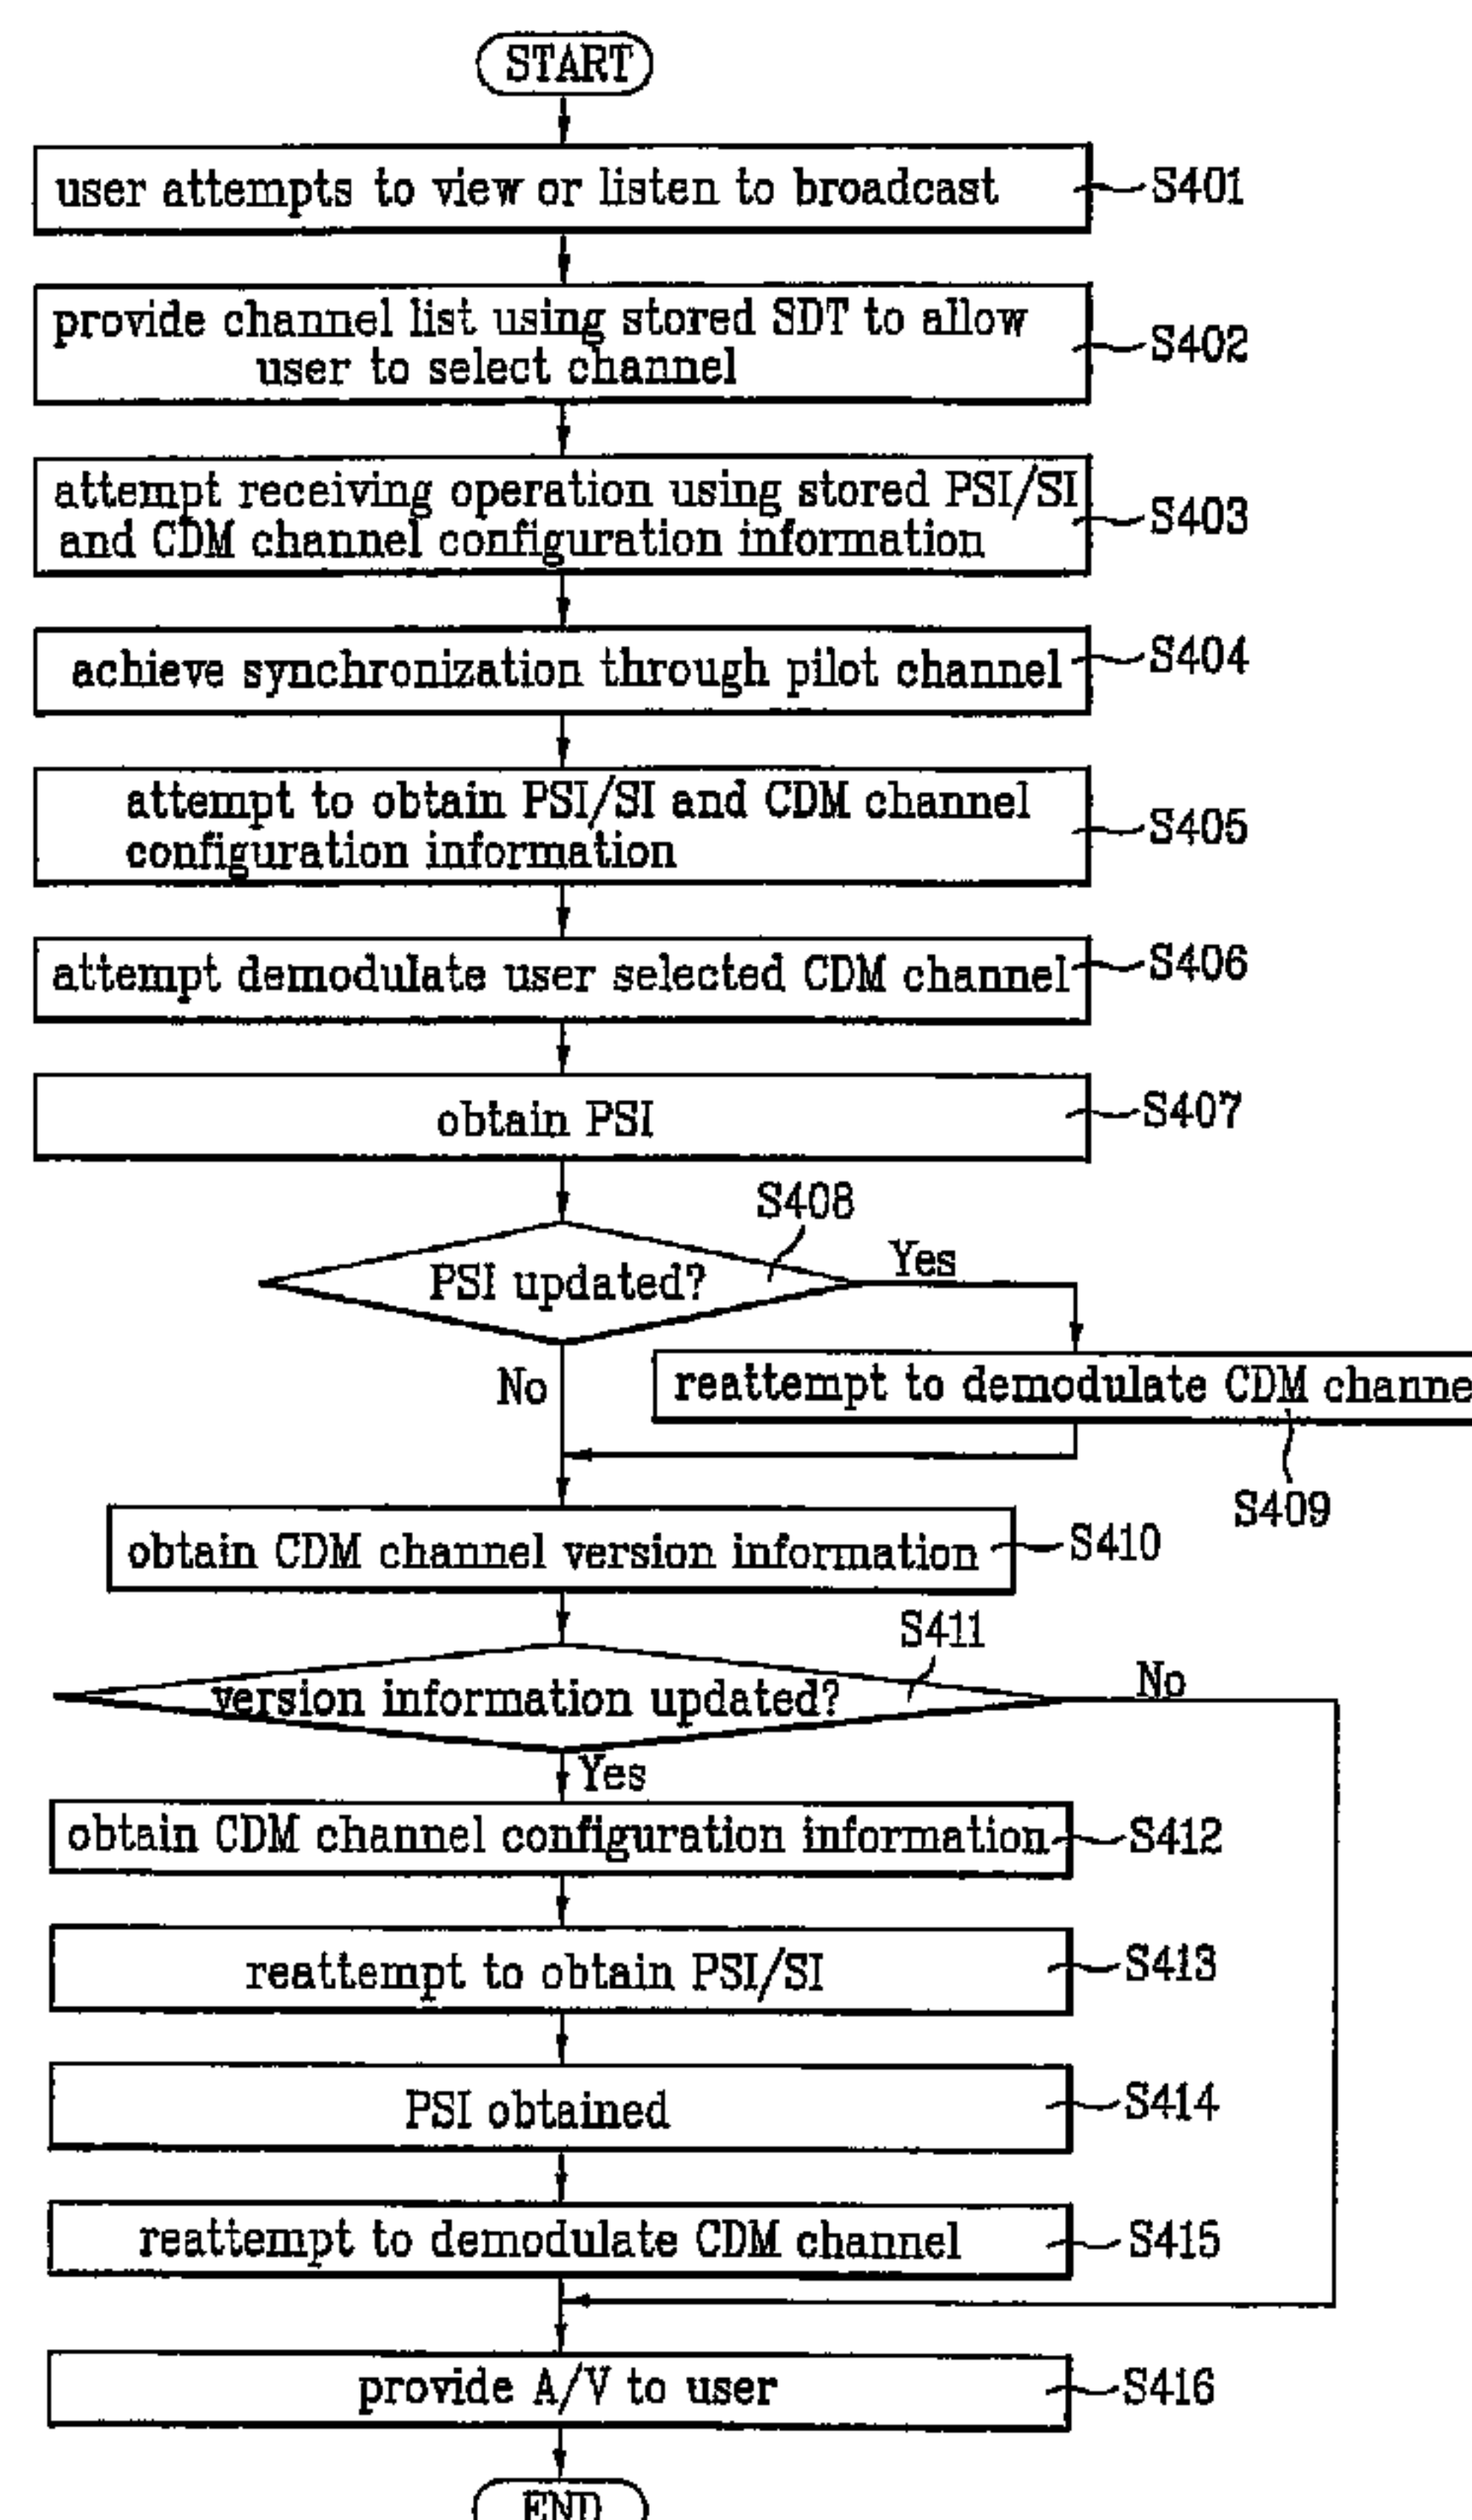 START
user attempts to view or listen to broadcast
S401
provide channel list using stored SDT to allow
user to select channel
S402
attempt receiving operation using stored PSI/SI
and CDM channel configuration information
S403
achieve synchronization through pilot channel
S404
attempt to obtain PSI/SI and CDM channel
configuration information
S405
attempt demodulate user selected CDM channel
S406
obtain PSI
S407
S408
PSI updated?
Yes
No
reattempt to demodulate CDM channe
S409
obtain CDM channel version information
S410
S411
version information updated?
No
Yes
obtain CDM channel configuration information
S412
reattempt to obtain PSI/SI
S413
PSI obtained
S414
reattempt to demodulate CDM channel
S415
provide A/V to user
S416
END